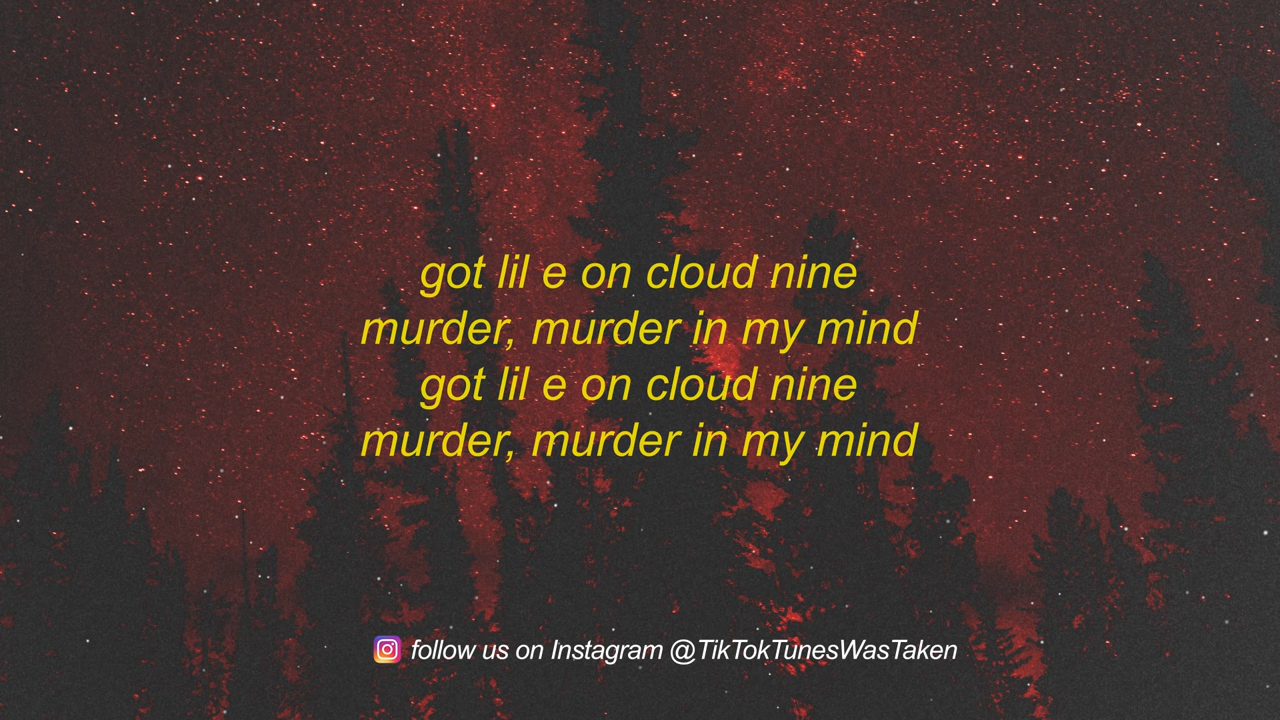 got lil e on cloud nine
murder, murder in my mind
got lil e on cloud nine
murder, murder in my mind
follow us on Instagram @TikTokTunesWasTaken